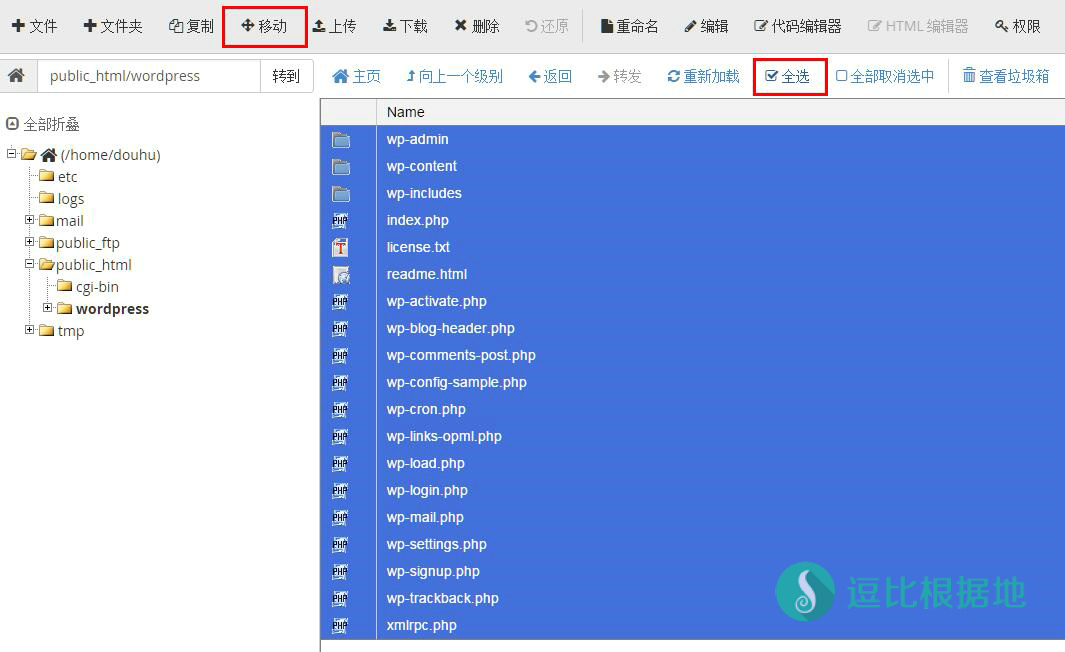 文件 文件夹 复制 移动 上传 下载 删除 还原 重命名 编辑 代码编辑器 HTML 编辑器 权限
public_html/wordpress 转到 主页 向上一个级别 返回 转发 重新加载 全选 全部取消选中 查看垃圾箱
全部折叠
(/home/douhu)
etc
logs
mail
public_ftp
public_html
cgi-bin
wordpress
tmp
Name
wp-admin
wp-content
wp-includes
index.php
license.txt
readme.html
wp-activate.php
wp-blog-header.php
wp-comments-post.php
wp-config-sample.php
wp-cron.php
wp-links-opml.php
wp-load.php
wp-login.php
wp-mail.php
wp-settings.php
wp-signup.php
wp-trackback.php
xmlrpc.php
逗比根据地